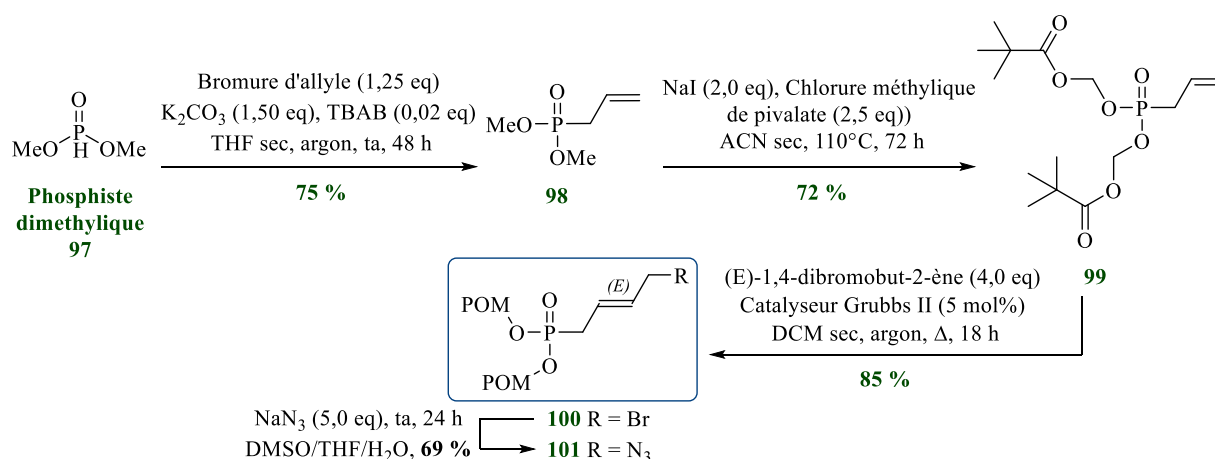 Bromure d'allyle (1,25 eq)
K₂CO₃ (1,50 eq), TBAB (0,02 eq)
THF sec, argon, ta, 48 h
75 %
O
MeO P OMe
H
Phosphiste
dimethylique
97
O
MeO P
OMe
98
NaI (2,0 eq), Chlorure méthylique
de pivalate (2,5 eq))
ACN sec, 110°C, 72 h
72 %
O
O
O
O P
O
O
O
99
(E)-1,4-dibromobut-2-ène (4,0 eq)
Catalyseur Grubbs II (5 mol%)
DCM sec, argon, Δ, 18 h
85 %
(E) R
POM O
O P
POM O
NaN₃ (5,0 eq), ta, 24 h
DMSO/THF/H₂O, 69 %
100 R = Br
101 R = N₃